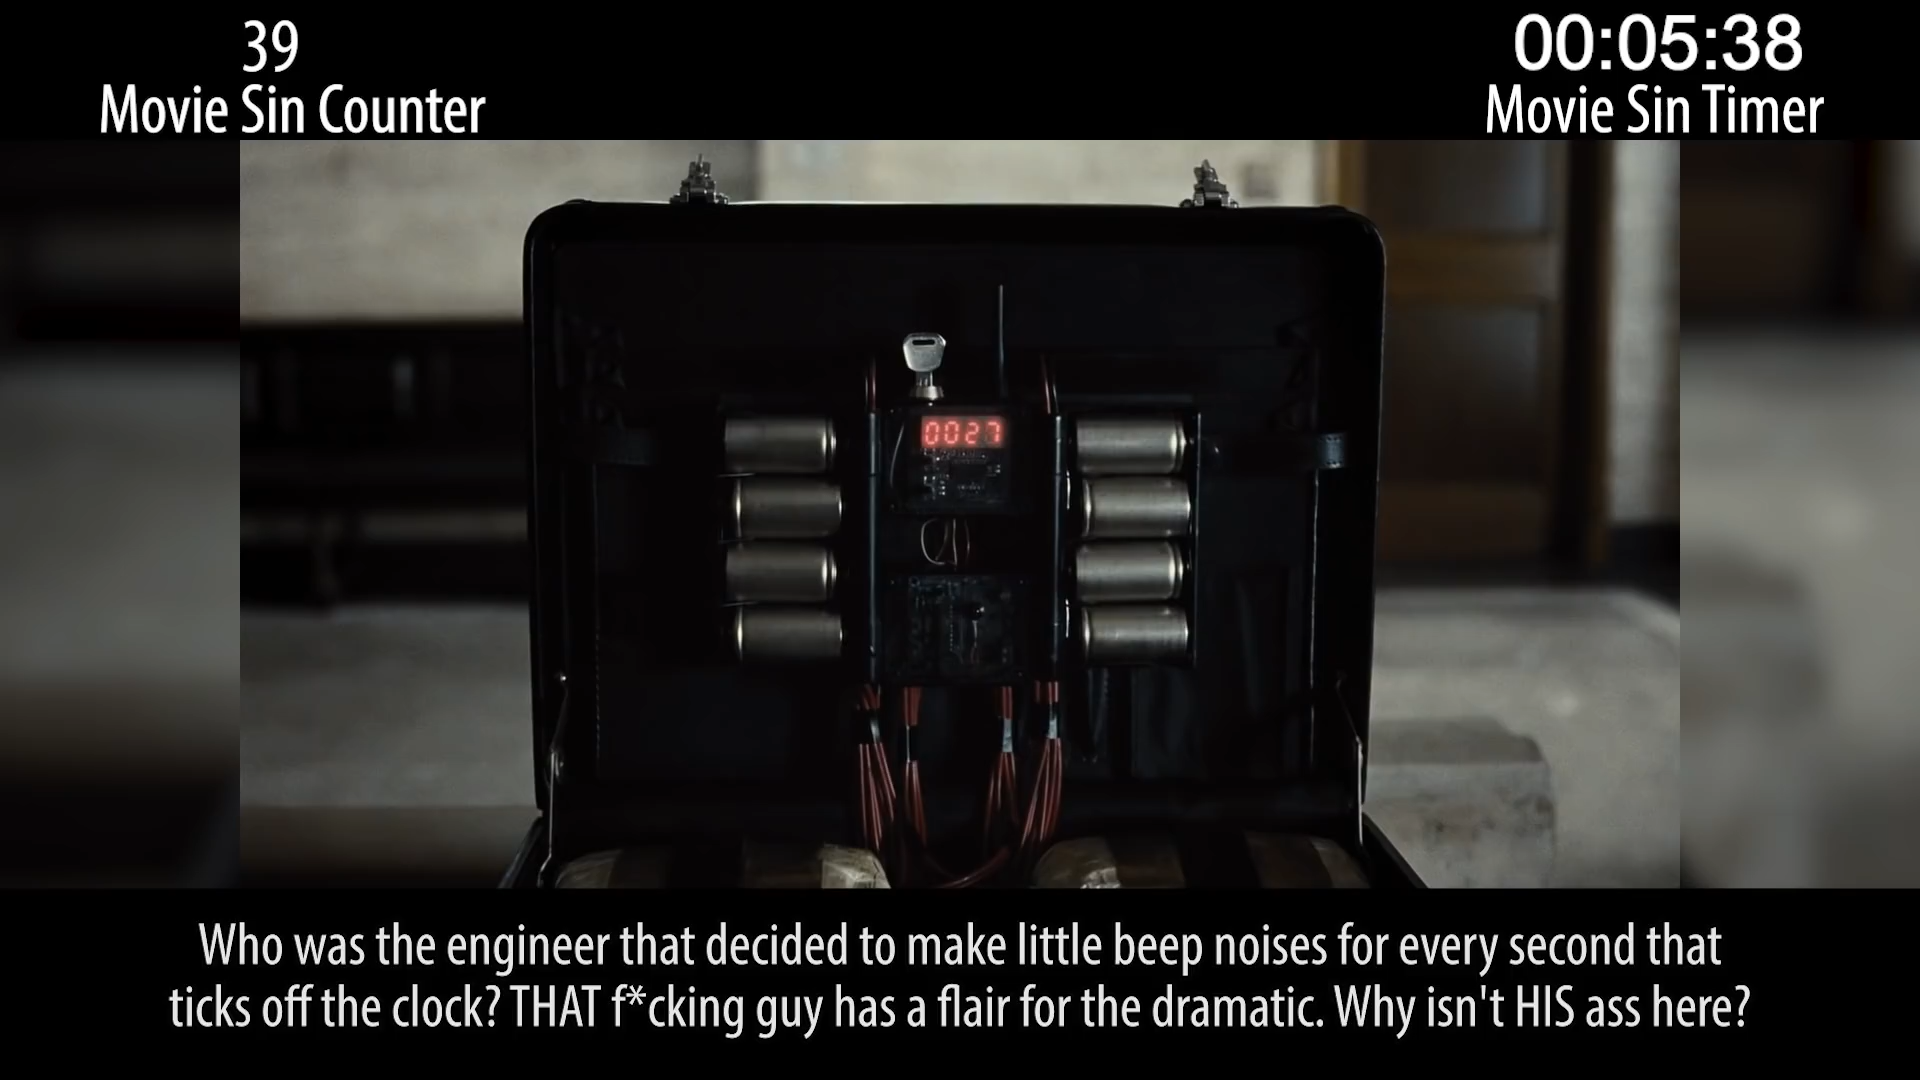 39
Movie Sin Counter
00:05:38
Movie Sin Timer
0027
Who was the engineer that decided to make little beep noises for every second that
ticks off the clock? THAT f*cking guy has a flair for the dramatic. Why isn't HIS ass here?